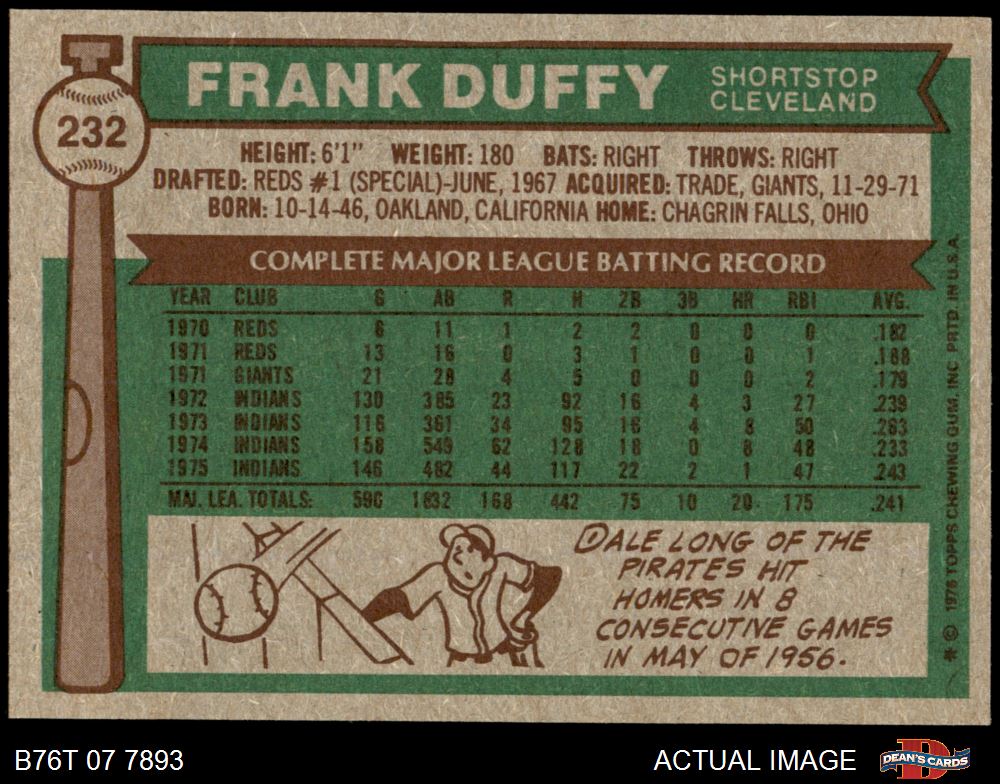 FRANK DUFFY
SHORTSTOP
CLEVELAND
232
HEIGHT: 6'1" WEIGHT: 180 BATS: RIGHT THROWS: RIGHT
DRAFTED: REDS #1 (SPECIAL)-JUNE, 1967 ACQUIRED: TRADE, GIANTS, 11-29-71
BORN: 10-14-46, OAKLAND, CALIFORNIA HOME: CHAGRIN FALLS, OHIO
COMPLETE MAJOR LEAGUE BATTING RECORD
YEAR CLUB G AB R H 2B 3B HR RBI AVG.
1970 REDS 6 11 1 2 2 0 0 0 .182
1971 REDS 13 16 0 3 1 0 0 1 .188
1971 GIANTS 21 28 4 5 0 0 0 2 .179
1972 INDIANS 130 385 23 92 16 4 3 27 .239
1973 INDIANS 116 361 34 95 16 4 8 50 .263
1974 INDIANS 158 549 62 128 18 0 8 48 .233
1975 INDIANS 146 482 44 117 22 2 1 47 .243
MAJ. LEA. TOTALS: 590 1832 168 442 75 10 20 175 .241
DALE LONG OF THE
PIRATES HIT
HOMERS IN 8
CONSECUTIVE GAMES
IN MAY OF 1956.
* © 1976 TOPPS CHEWING GUM, INC. PRTD. IN U.S.A.
B76T 07 7893
ACTUAL IMAGE
DEAN'S CARDS